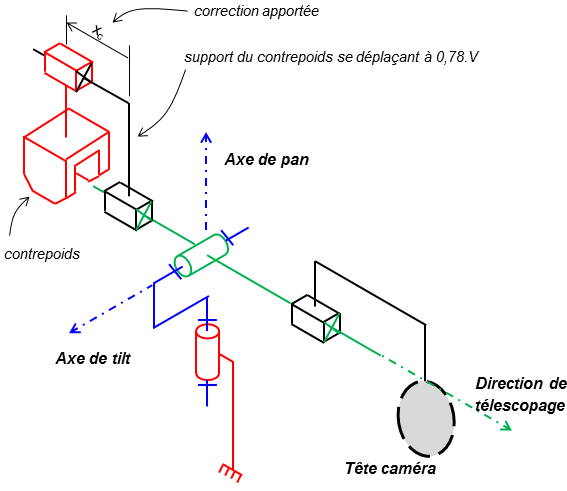 correction apportée
xc
support du contrepoids se déplaçant à 0,78.V
Axe de pan
contrepoids
Axe de tilt
Direction de
télescopage
Tête caméra